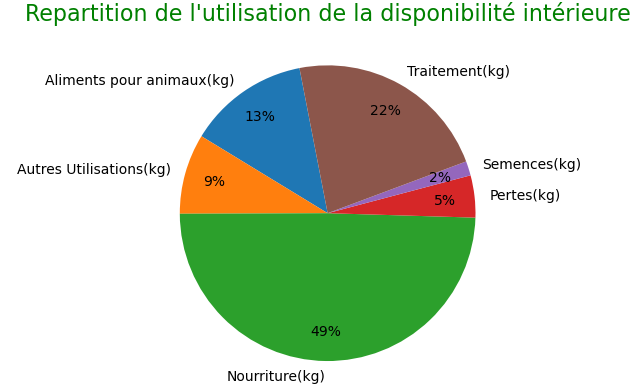 Repartition de l'utilisation de la disponibilité intérieure
Traitement(kg)
Aliments pour animaux(kg)
22%
13%
Semences(kg)
Autres Utilisations(kg)
2%
9%
Pertes(kg)
5%
49%
Nourriture(kg)